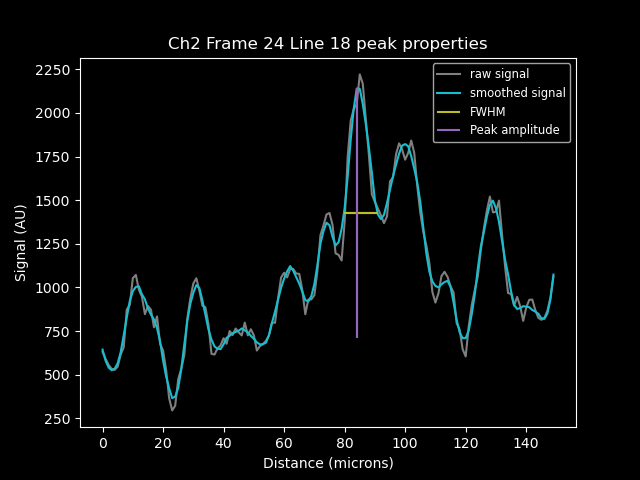 Ch2 Frame 24 Line 18 peak properties
raw signal
smoothed signal
FWHM
Peak amplitude
Signal (AU)
2250
2000
1750
1500
1250
1000
750
500
250
0 20 40 60 80 100 120 140
Distance (microns)